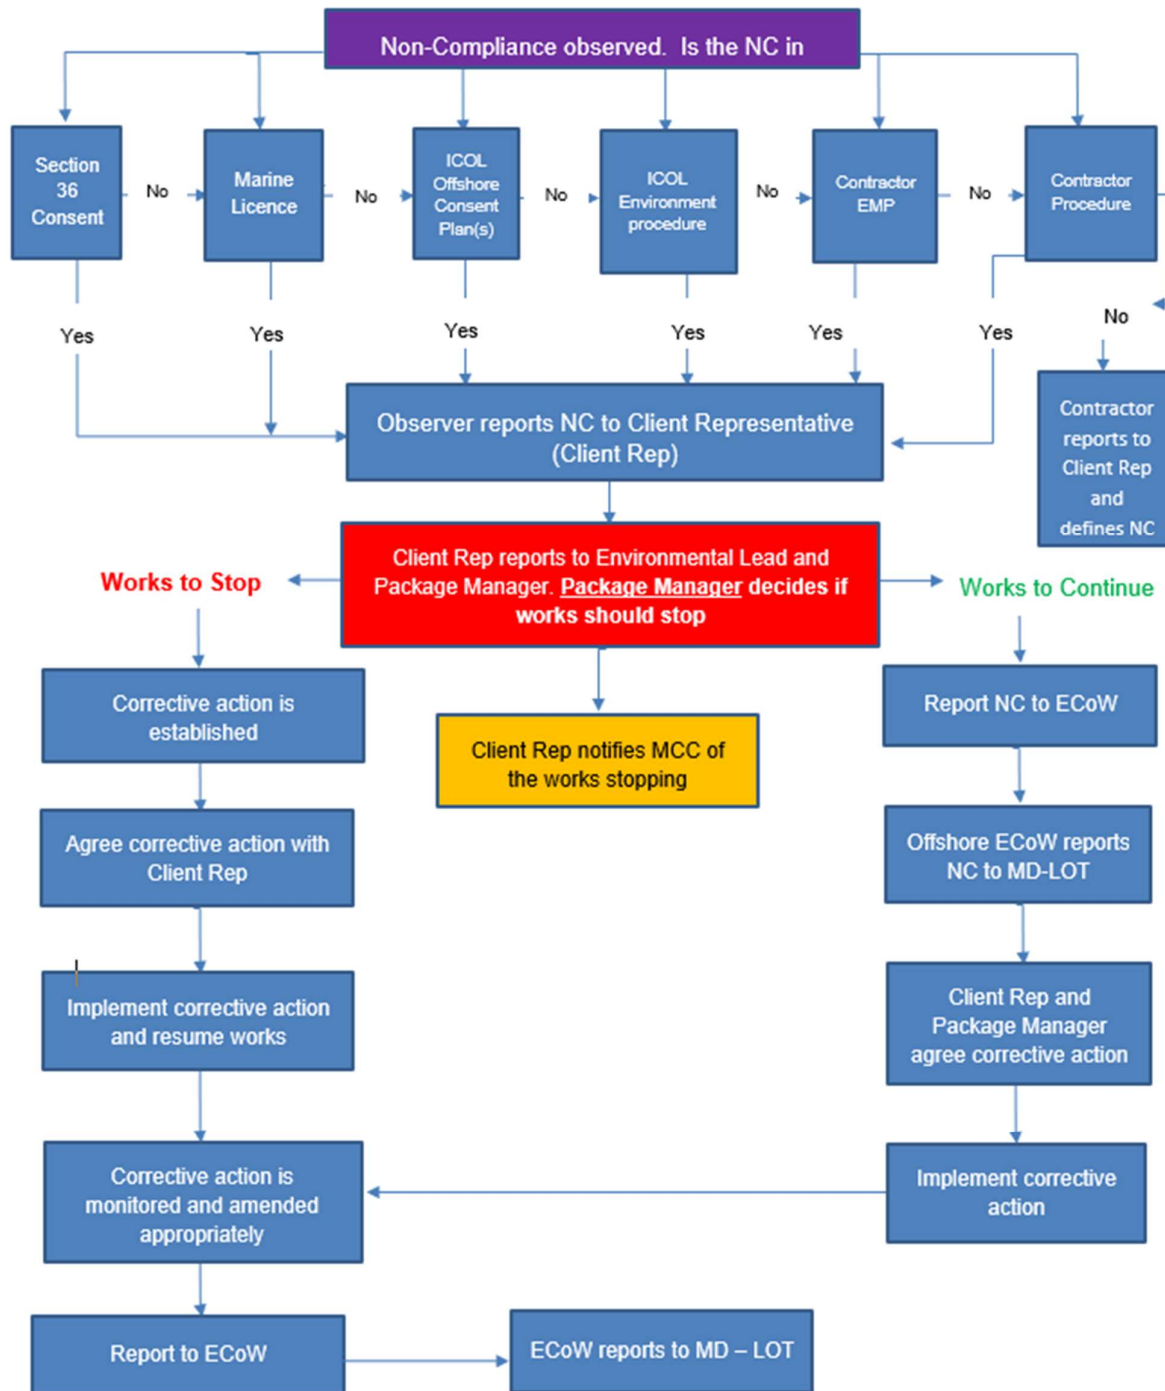 Non-Compliance observed.  Is the NC in
Section
36
Consent
No
Marine
Licence
No
ICOL
Offshore
Consent
Plan(s)
No
ICOL
Environment
procedure
No
Contractor
EMP
No
Contractor
Procedure
Yes
Yes
Yes
Yes
Yes
Yes
No
Observer reports NC to Client Representative
(Client Rep)
Contractor
reports to
Client Rep
and
defines NC
Client Rep reports to Environmental Lead and
Package Manager. Package Manager decides if
works should stop
Works to Stop
Works to Continue
Corrective action is
established
Client Rep notifies MCC of
the works stopping
Report NC to ECoW
Agree corrective action with
Client Rep
Offshore ECoW reports
NC to MD-LOT
Implement corrective action
and resume works
Client Rep and
Package Manager
agree corrective action
Corrective action is
monitored and amended
appropriately
Implement corrective
action
Report to ECoW
ECoW reports to MD – LOT